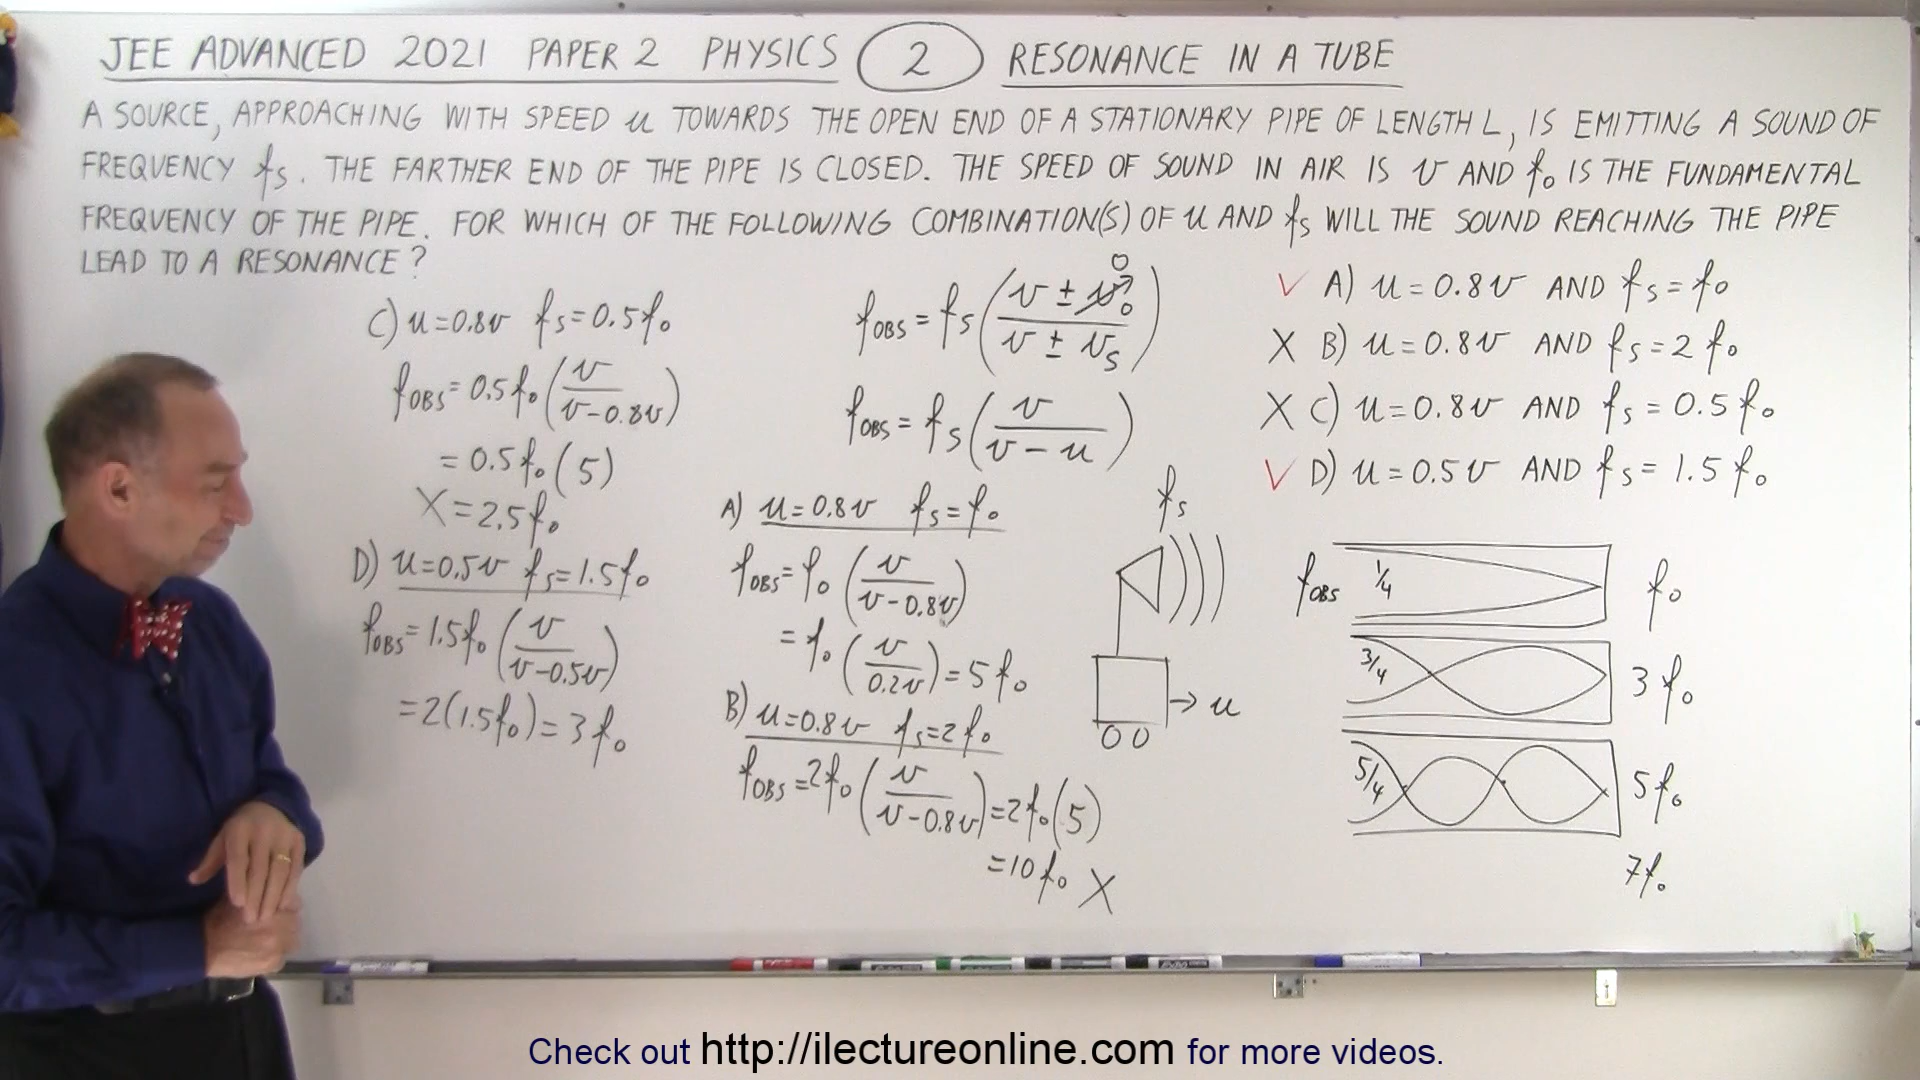 JEE ADVANCED 2021 PAPER 2 PHYSICS 2 RESONANCE IN A TUBE
A SOURCE, APPROACHING WITH SPEED u TOWARDS THE OPEN END OF A STATIONARY PIPE OF LENGTH L, IS EMITTING A SOUND OF
FREQUENCY fs. THE FARTHER END OF THE PIPE IS CLOSED. THE SPEED OF SOUND IN AIR IS v AND f₀ IS THE FUNDAMENTAL
FREQUENCY OF THE PIPE. FOR WHICH OF THE FOLLOWING COMBINATION(S) OF u AND fs WILL THE SOUND REACHING THE PIPE
LEAD TO A RESONANCE?
C) u=0.8v fs=0.5f₀
fOBS=0.5f₀(v/(v-0.8v))
=0.5f₀(5)
X=2.5f₀
D) u=0.5v fs=1.5f₀
fOBS=1.5f₀(v/(v-0.5v))
=2(1.5f₀)=3f₀
fOBS=fs((v±v₀)/(v±vs))
0
fOBS=fs(v/(v-u))
A) u=0.8v fs=f₀
fOBS=f₀(v/(v-0.8v))
=f₀(v/0.2v)=5f₀
B) u=0.8v fs=2f₀
fOBS=2f₀(v/(v-0.8v))=2f₀(5)
=10f₀ X
fs
→u
✓ A) u=0.8v AND fs=f₀
X B) u=0.8v AND fs=2f₀
X C) u=0.8v AND fs=0.5f₀
✓ D) u=0.5v AND fs=1.5f₀
fOBS 1/4 f₀
3/4 3f₀
5/4 5f₀
7f₀
Check out http://ilectureonline.com for more videos.